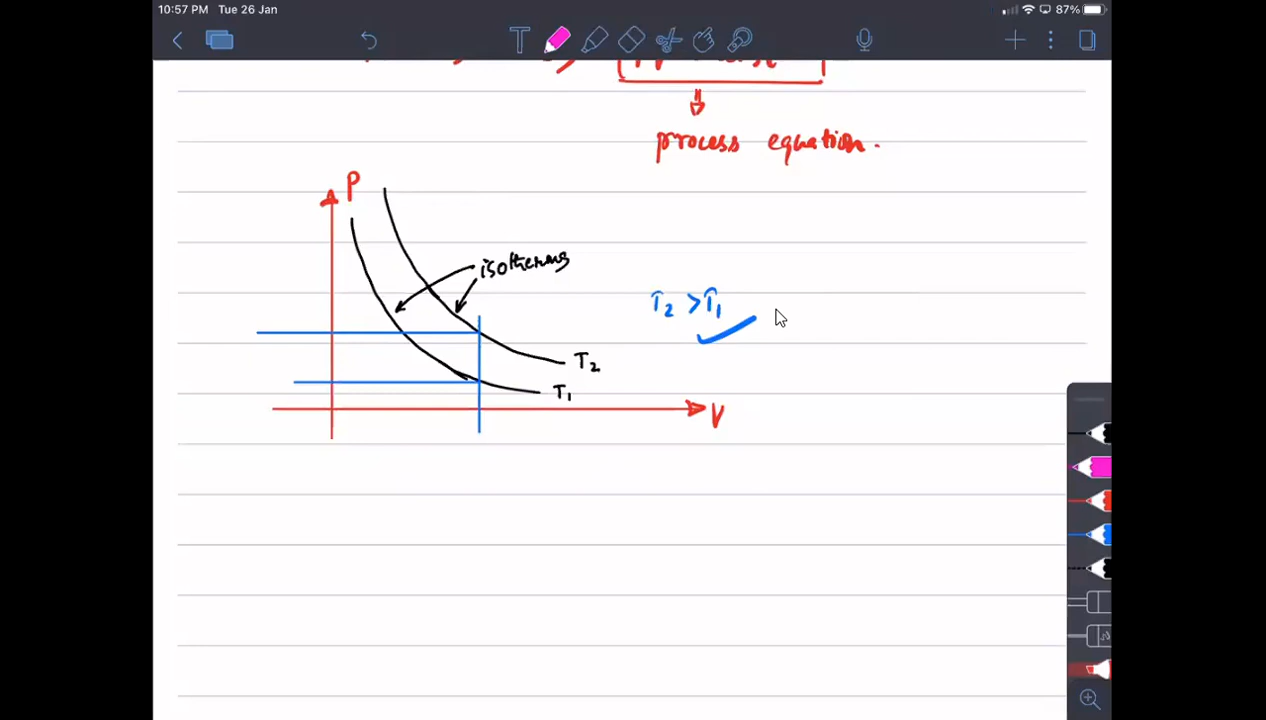 10:57 PM Tue 26 Jan
87%
T
process equation.
P
isotherms
T₂ > T₁
T₂
T₁
V